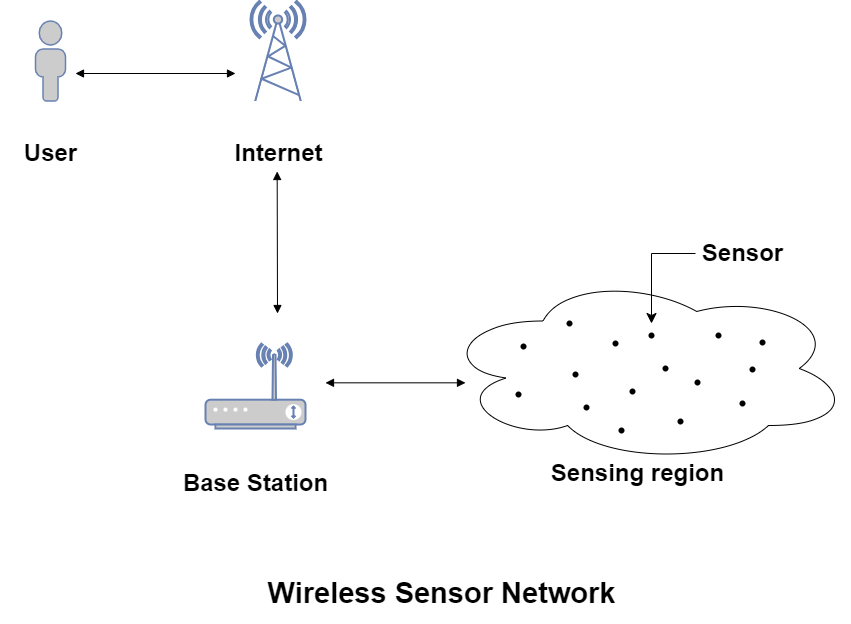 User
Internet
Sensor
Base Station
Sensing region
Wireless Sensor Network